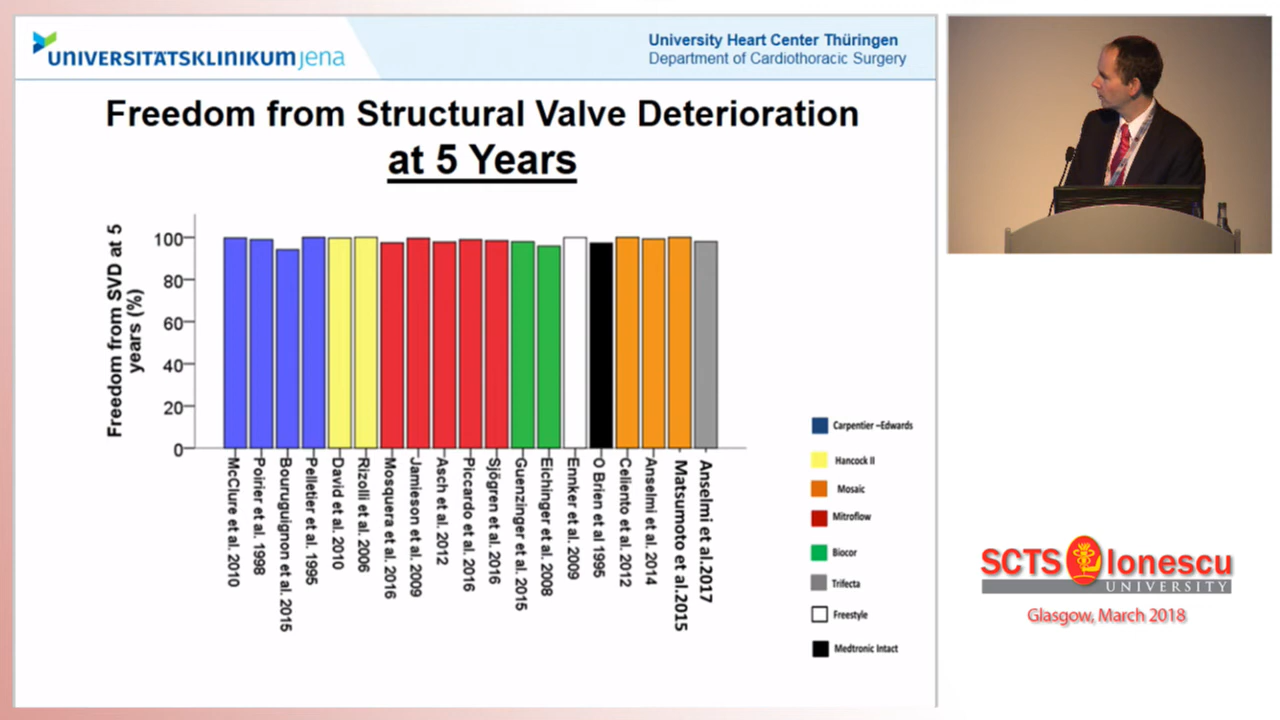 UNIVERSITÄTSKLINIKUM jena
University Heart Center Thüringen
Department of Cardiothoracic Surgery
Freedom from Structural Valve Deterioration
at 5 Years
Freedom from SVD at 5
years (%)
100
80
60
40
20
0
McClure et al. 2010
Poirier et al. 1998
Bouruguignon et al. 2015
Pelletier et al. 1995
David et al. 2010
Rizolli et al. 2006
Mosquera et al. 2016
Jamieson et al. 2009
Asch et al. 2012
Piccardo et al. 2016
Sjögren et al. 2016
Guenzinger et al. 2015
Eichinger et al. 2008
Ennker et al. 2009
O Brien et al 1995
Celiento et al. 2012
Anselmi et al. 2014
Matsumoto et al.2015
Anselmi et al.2017
Carpentier –Edwards
Hancock II
Mosaic
Mitroflow
Biocor
Trifecta
Freestyle
Medtronic Intact
SCTS Ionescu
UNIVERSITY
Glasgow, March 2018